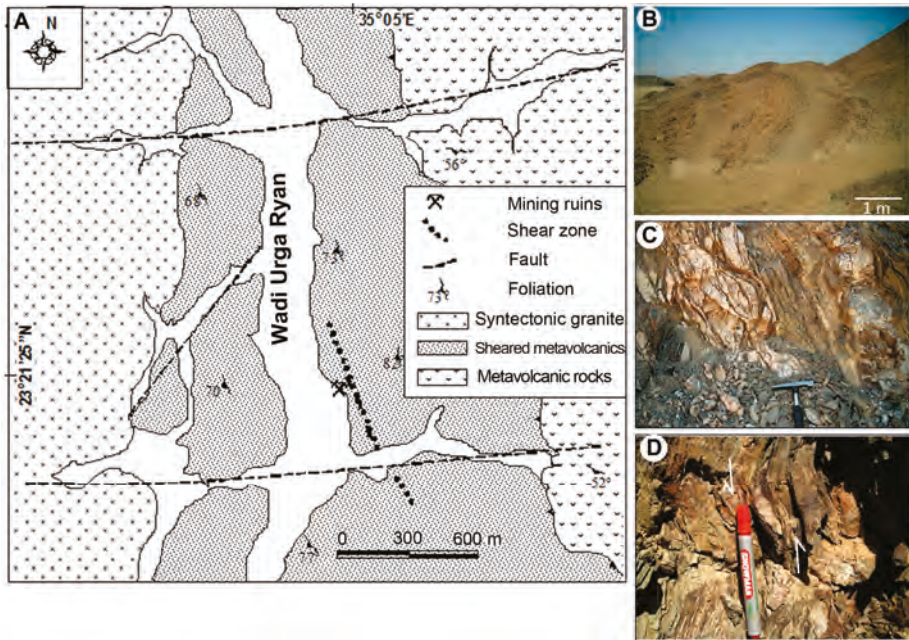 A
35°05'E
N
56°
68
Wadi Urga Ryan
Mining ruins
Shear zone
Fault
73
Foliation
Syntectonic granite
Sheared metavolcanics
Metavolcanic rocks
23°21'25"N
82
70
52°
0 300 600 m
B
1 m
C
D